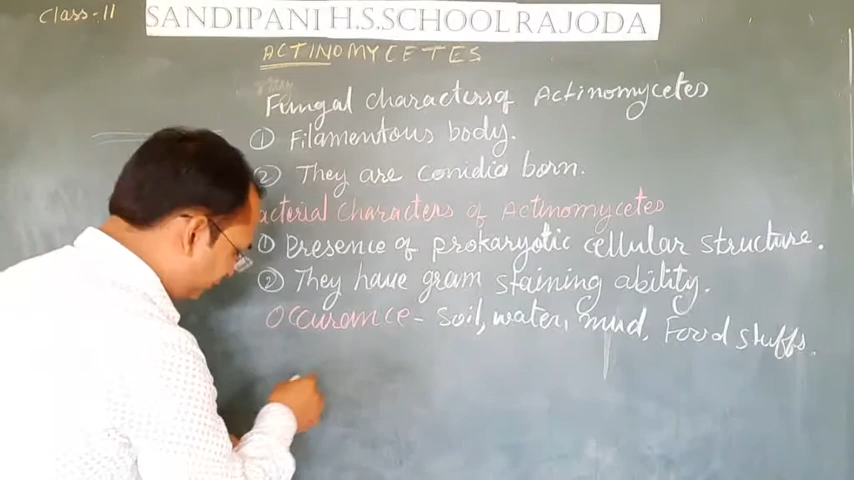 Class-11
SANDIPANI H.S.SCHOOL RAJODA
ACTINOMYCETES
Fungal characters of Actinomycetes
① Filamentous body.
② They are conidia born.
acterial characters of Actinomycetes
① Presence of prokaryotic cellular structure.
② They have gram staining ability.
Occurance - Soil, water, mud, Food stuffs.